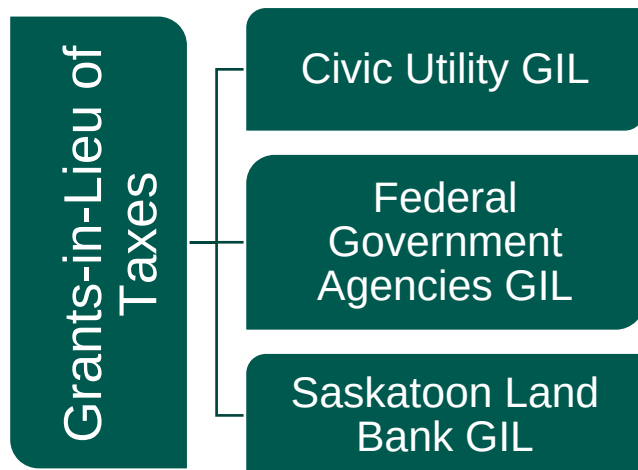 Grants-in-Lieu of
Taxes
Civic Utility GIL
Federal
Government
Agencies GIL
Saskatoon Land
Bank GIL